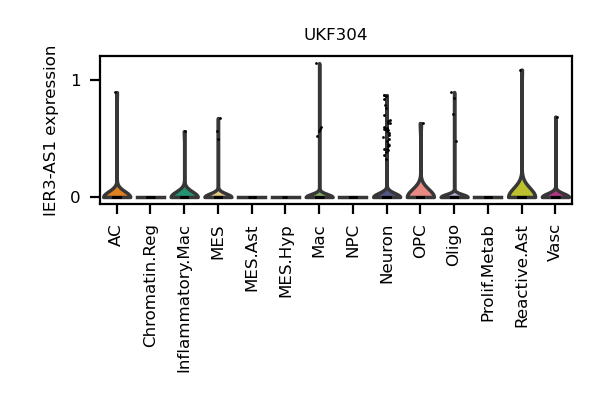 UKF304
IER3-AS1 expression
1
0
AC
Chromatin.Reg
Inflammatory.Mac
MES
MES.Ast
MES.Hyp
Mac
NPC
Neuron
OPC
Oligo
Prolif.Metab
Reactive.Ast
Vasc